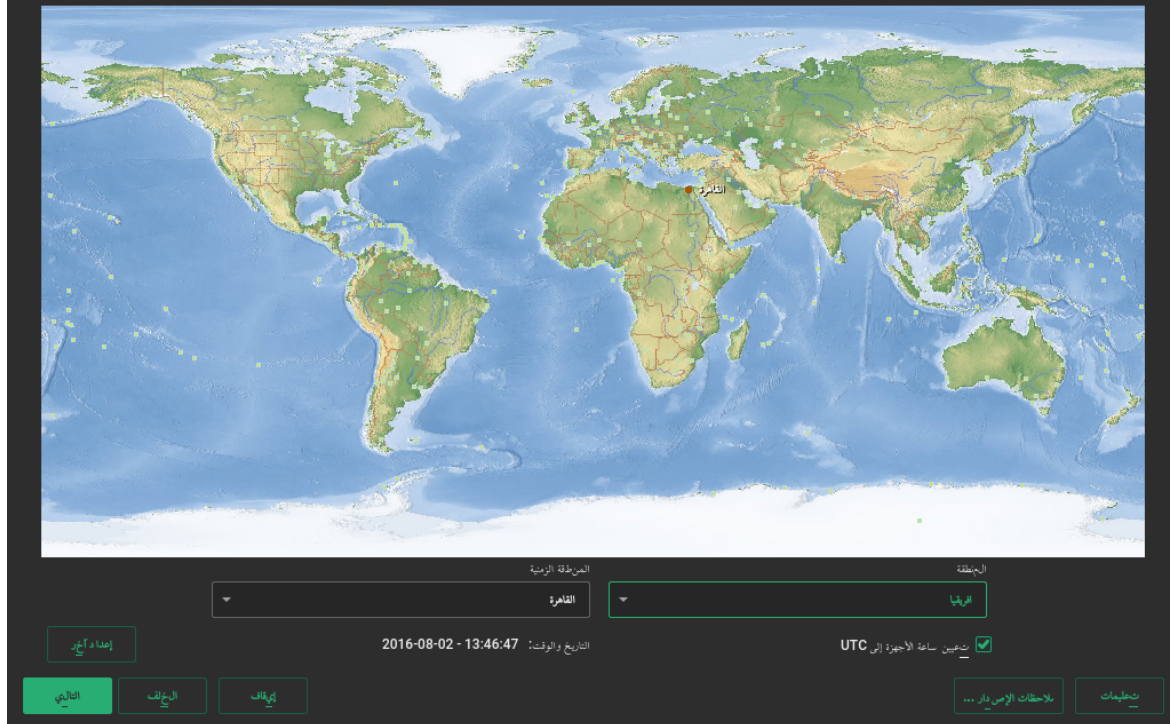 القاهرة
المنطقة
المنطقة الزمنية
افريقيا
القاهرة
تعيين ساعة الأجهزة إلى UTC
التاريخ والوقت: 2016-08-02 - 13:46:47
إعداد آخر
تعليمات
ملاحظات الإصدار ...
إيقاف
الخلف
التالي